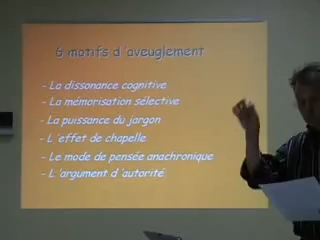 6 motifs d'aveuglement
- La dissonance cognitive
- La mémorisation sélective
- La puissance du jargon
- L'effet de chapelle
- Le mode de pensée anachronique
- L'argument d'autorité